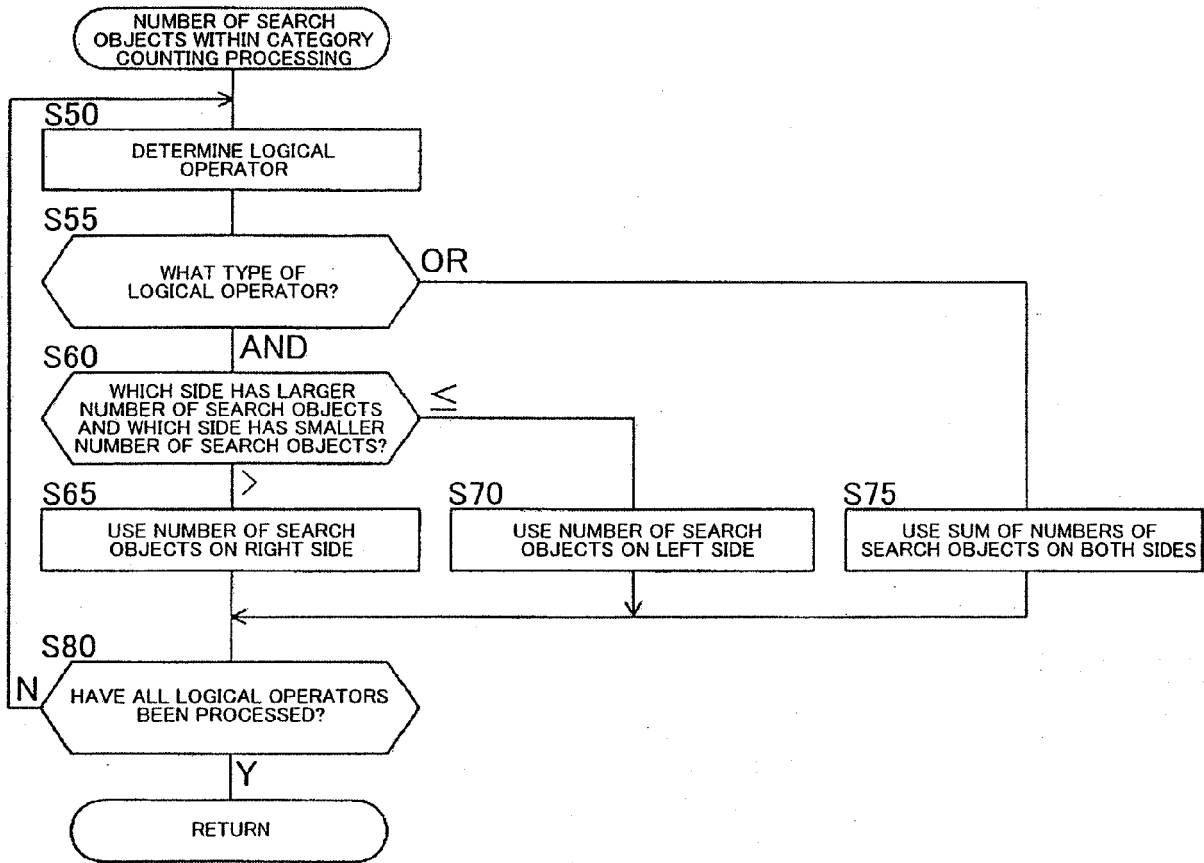 NUMBER OF SEARCH
OBJECTS WITHIN CATEGORY
COUNTING PROCESSING
S50
DETERMINE LOGICAL
OPERATOR
S55
WHAT TYPE OF
LOGICAL OPERATOR?
OR
AND
S60
WHICH SIDE HAS LARGER
NUMBER OF SEARCH OBJECTS
AND WHICH SIDE HAS SMALLER
NUMBER OF SEARCH OBJECTS?
≤
>
S65
USE NUMBER OF SEARCH
OBJECTS ON RIGHT SIDE
S70
USE NUMBER OF SEARCH
OBJECTS ON LEFT SIDE
S75
USE SUM OF NUMBERS OF
SEARCH OBJECTS ON BOTH SIDES
S80
N
HAVE ALL LOGICAL OPERATORS
BEEN PROCESSED?
Y
RETURN